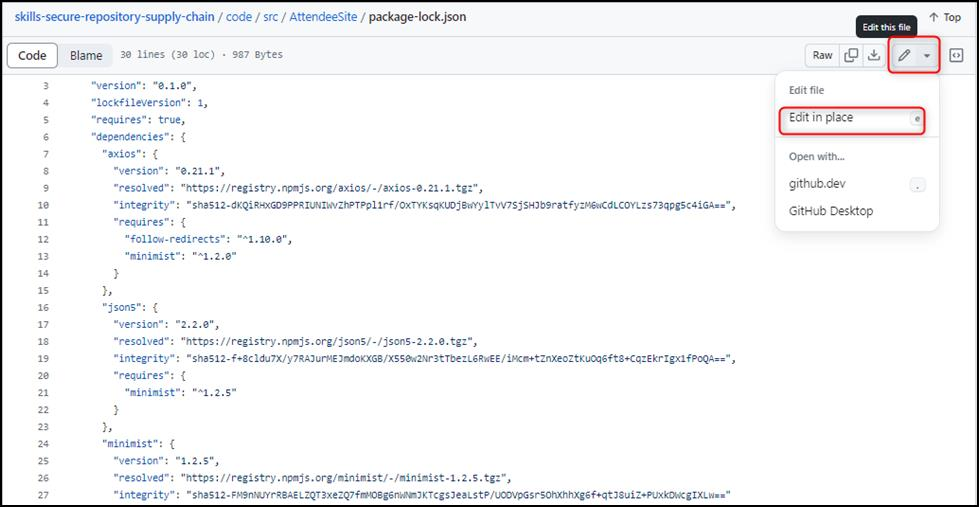 skills-secure-repository-supply-chain / code / src / AttendeeSite / package-lock.json
Edit this file
Top
Code Blame 30 lines (30 loc) · 987 Bytes
Raw
Edit file
Edit in place e
Open with...
github.dev .
GitHub Desktop
3 "version": "0.1.0",
4 "lockfileVersion": 1,
5 "requires": true,
6 "dependencies": {
7 "axios": {
8 "version": "0.21.1",
9 "resolved": "https://registry.npmjs.org/axios/-/axios-0.21.1.tgz",
10 "integrity": "sha512-dKQiRHxGD9PPRIUNIWvZhPTPpl1rf/OxTYKsqKUDjBwYylTvV7SjSHJb9ratfyzM6wCdLCOYLzs73qpg5c4iGA==",
11 "requires": {
12 "follow-redirects": "^1.10.0",
13 "minimist": "^1.2.0"
14 }
15 },
16 "json5": {
17 "version": "2.2.0",
18 "resolved": "https://registry.npmjs.org/json5/-/json5-2.2.0.tgz",
19 "integrity": "sha512-f+8cldu7X/y7RAJurMEJmdoKXGB/X550w2Nr3tTbezL6RwEE/iMcm+tZnXeoZtKuOq6ft8+CqzEkrIgx1fPoQA==",
20 "requires": {
21 "minimist": "^1.2.5"
22 }
23 },
24 "minimist": {
25 "version": "1.2.5",
26 "resolved": "https://registry.npmjs.org/minimist/-/minimist-1.2.5.tgz",
27 "integrity": "sha512-FM9nNUYrRBAELZQT3xeZQ7fmMOBg6nWNmJKTcgsJeaLstP/UODVpGsr5OhXhhXg6f+qtJ8uiZ+PUxkDWcgIXLw=="